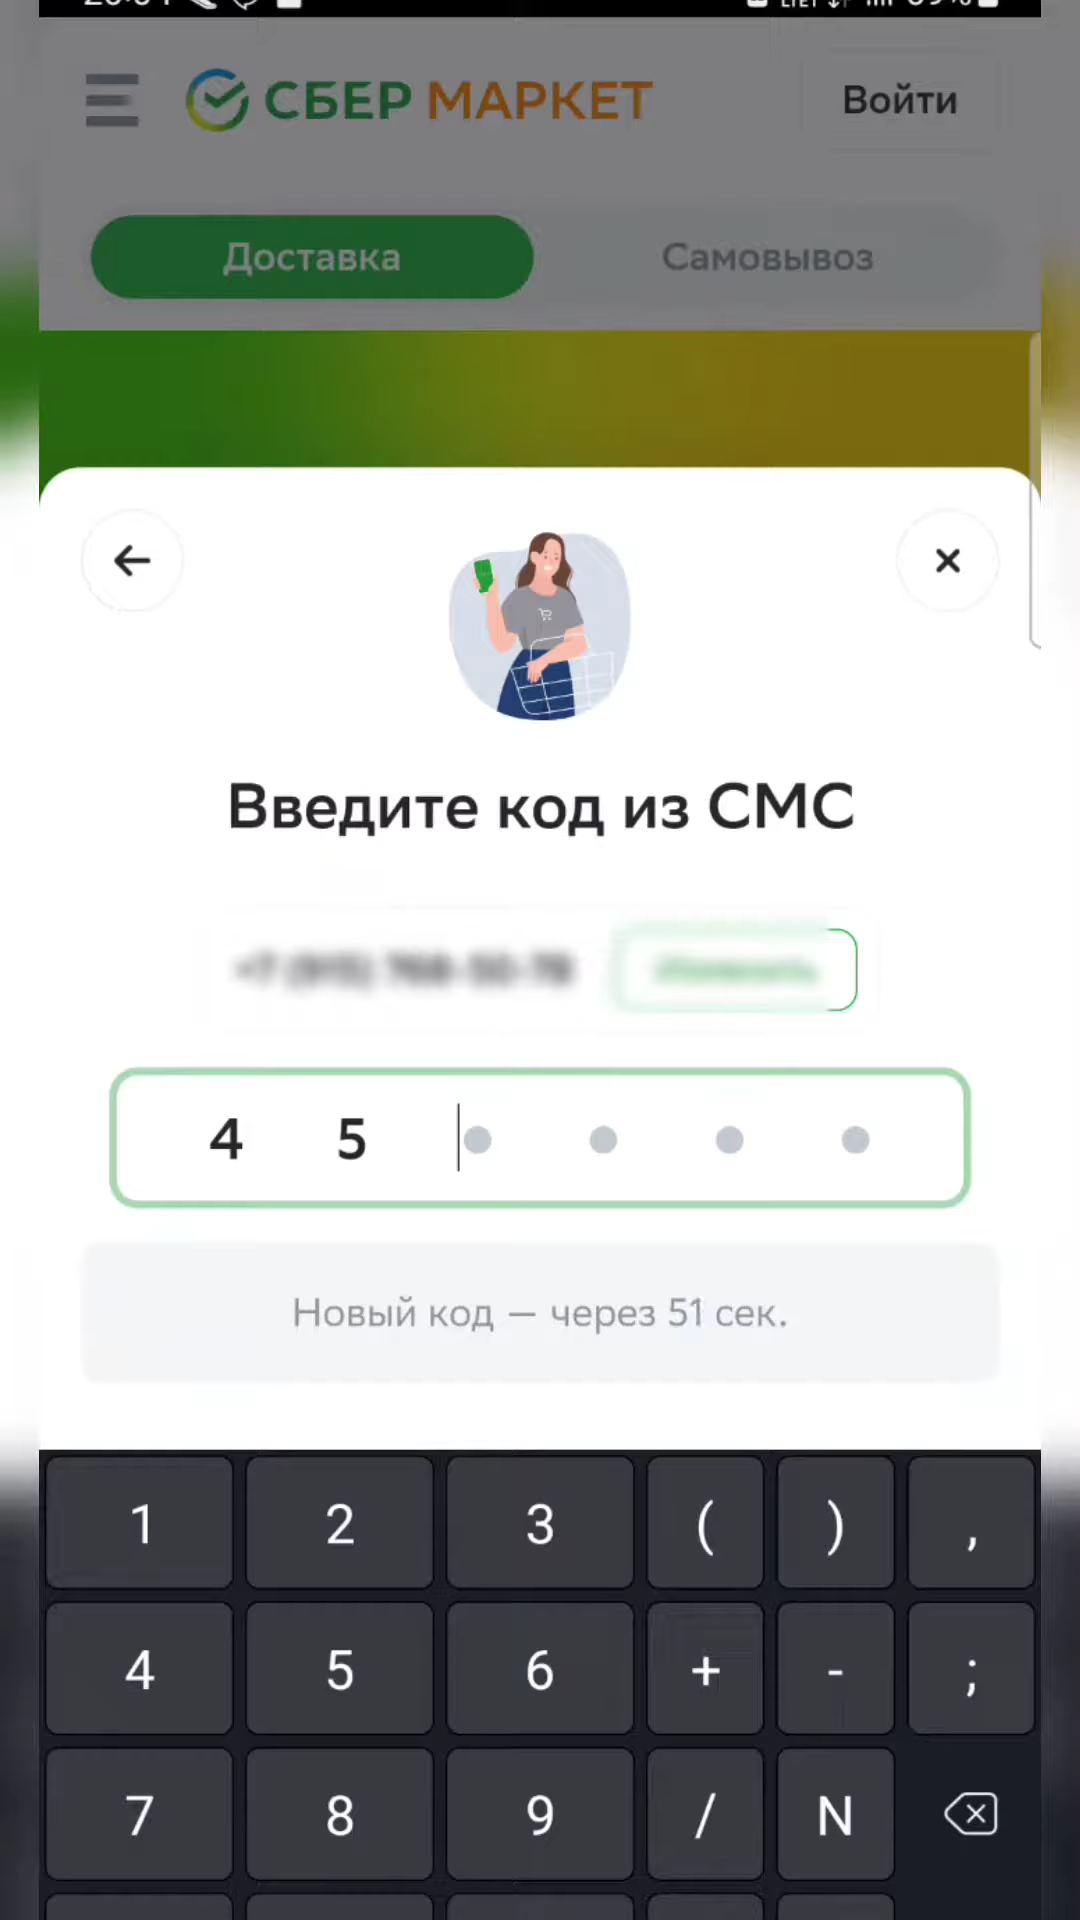 СБЕР МАРКЕТ
Войти
Доставка
Самовывоз
Введите код из СМС
4 5
Новый код — через 51 сек.
1 2 3 ( ) ,
4 5 6 + - ;
7 8 9 / N